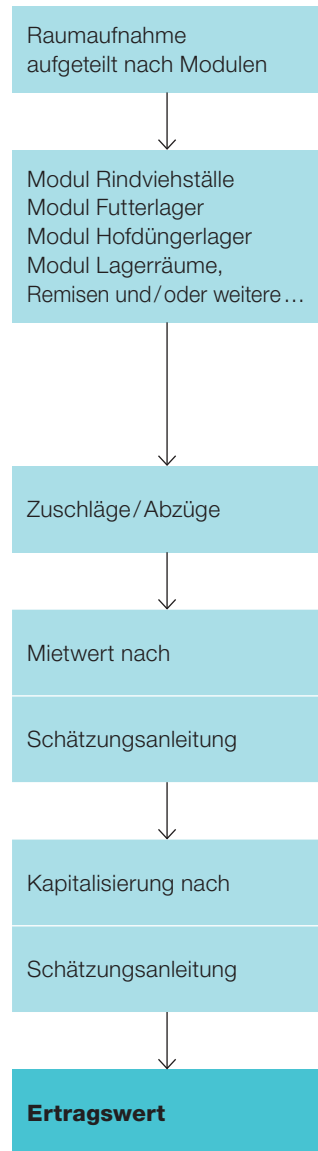 Raumaufnahme
aufgeteilt nach Modulen
Modul Rindviehställe
Modul Futterlager
Modul Hofdüngerlager
Modul Lagerräume,
Remisen und/oder weitere…
Zuschläge/Abzüge
Mietwert nach
Schätzungsanleitung
Kapitalisierung nach
Schätzungsanleitung
Ertragswert